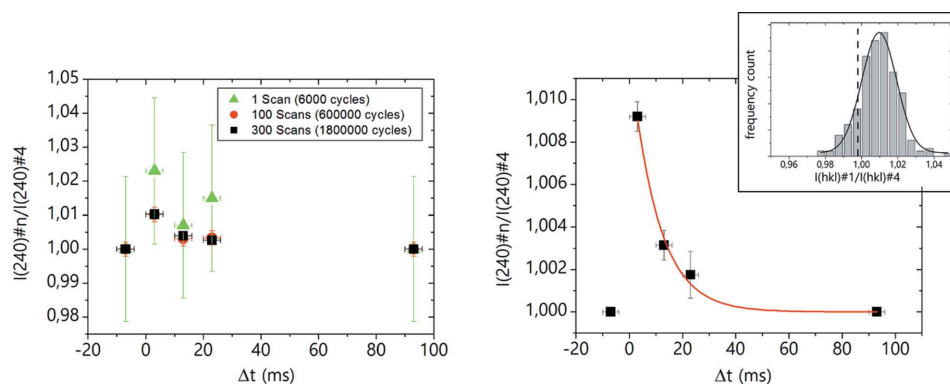 1,05
1,04
1,03
1,02
1,01
1,00
0,99
0,98
I(240)#n/I(240)#4
1 Scan (6000 cycles)
100 Scans (600000 cycles)
300 Scans (1800000 cycles)
-20 0 20 40 60 80 100
Δt (ms)
1,010
1,008
1,006
1,004
1,002
1,000
I(240)#n/I(240)#4
-20 0 20 40 60 80 100
Δt (ms)
frequency count
0,96 0,98 1,00 1,02 1,04
I(hkl)#1/I(hkl)#4